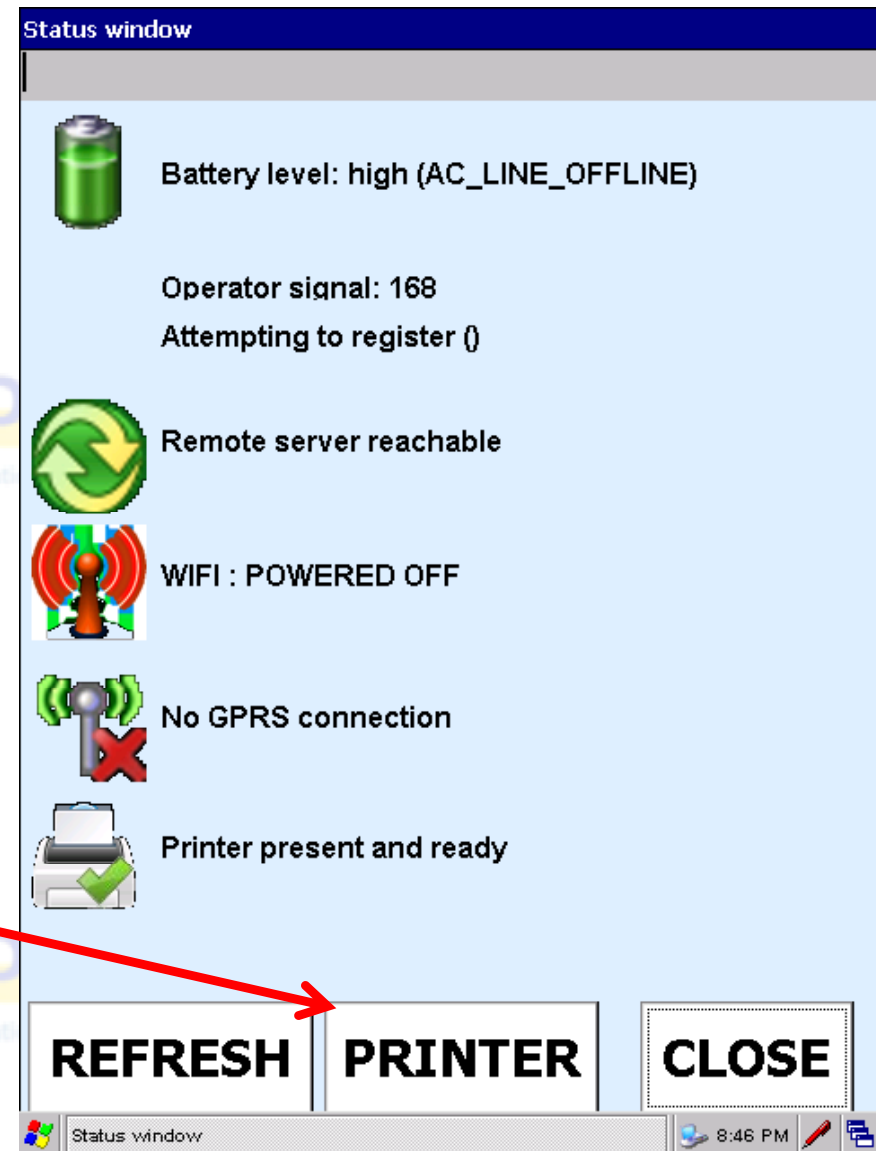 Status window
Battery level: high (AC_LINE_OFFLINE)
Operator signal: 168
Attempting to register ()
Remote server reachable
WIFI : POWERED OFF
No GPRS connection
Printer present and ready
REFRESH PRINTER CLOSE
Status window 8:46 PM